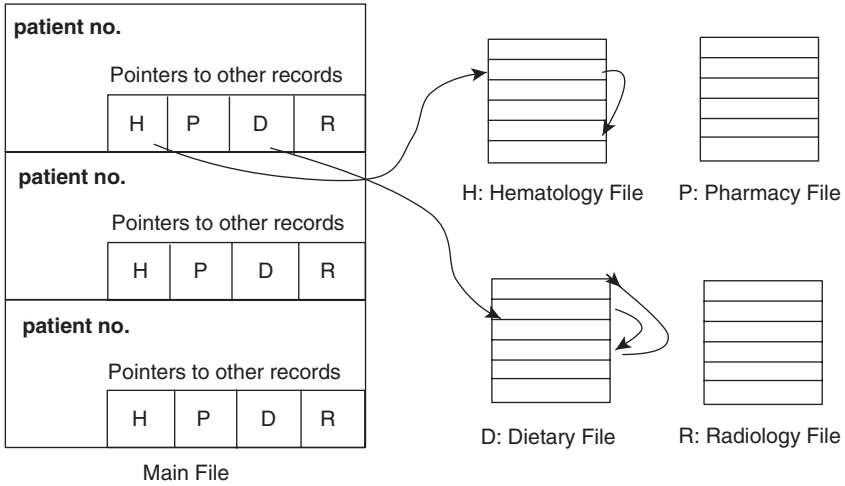 patient no.
Pointers to other records
H P D R
patient no.
Pointers to other records
H P D R
patient no.
Pointers to other records
H P D R
Main File
H: Hematology File
P: Pharmacy File
D: Dietary File
R: Radiology File